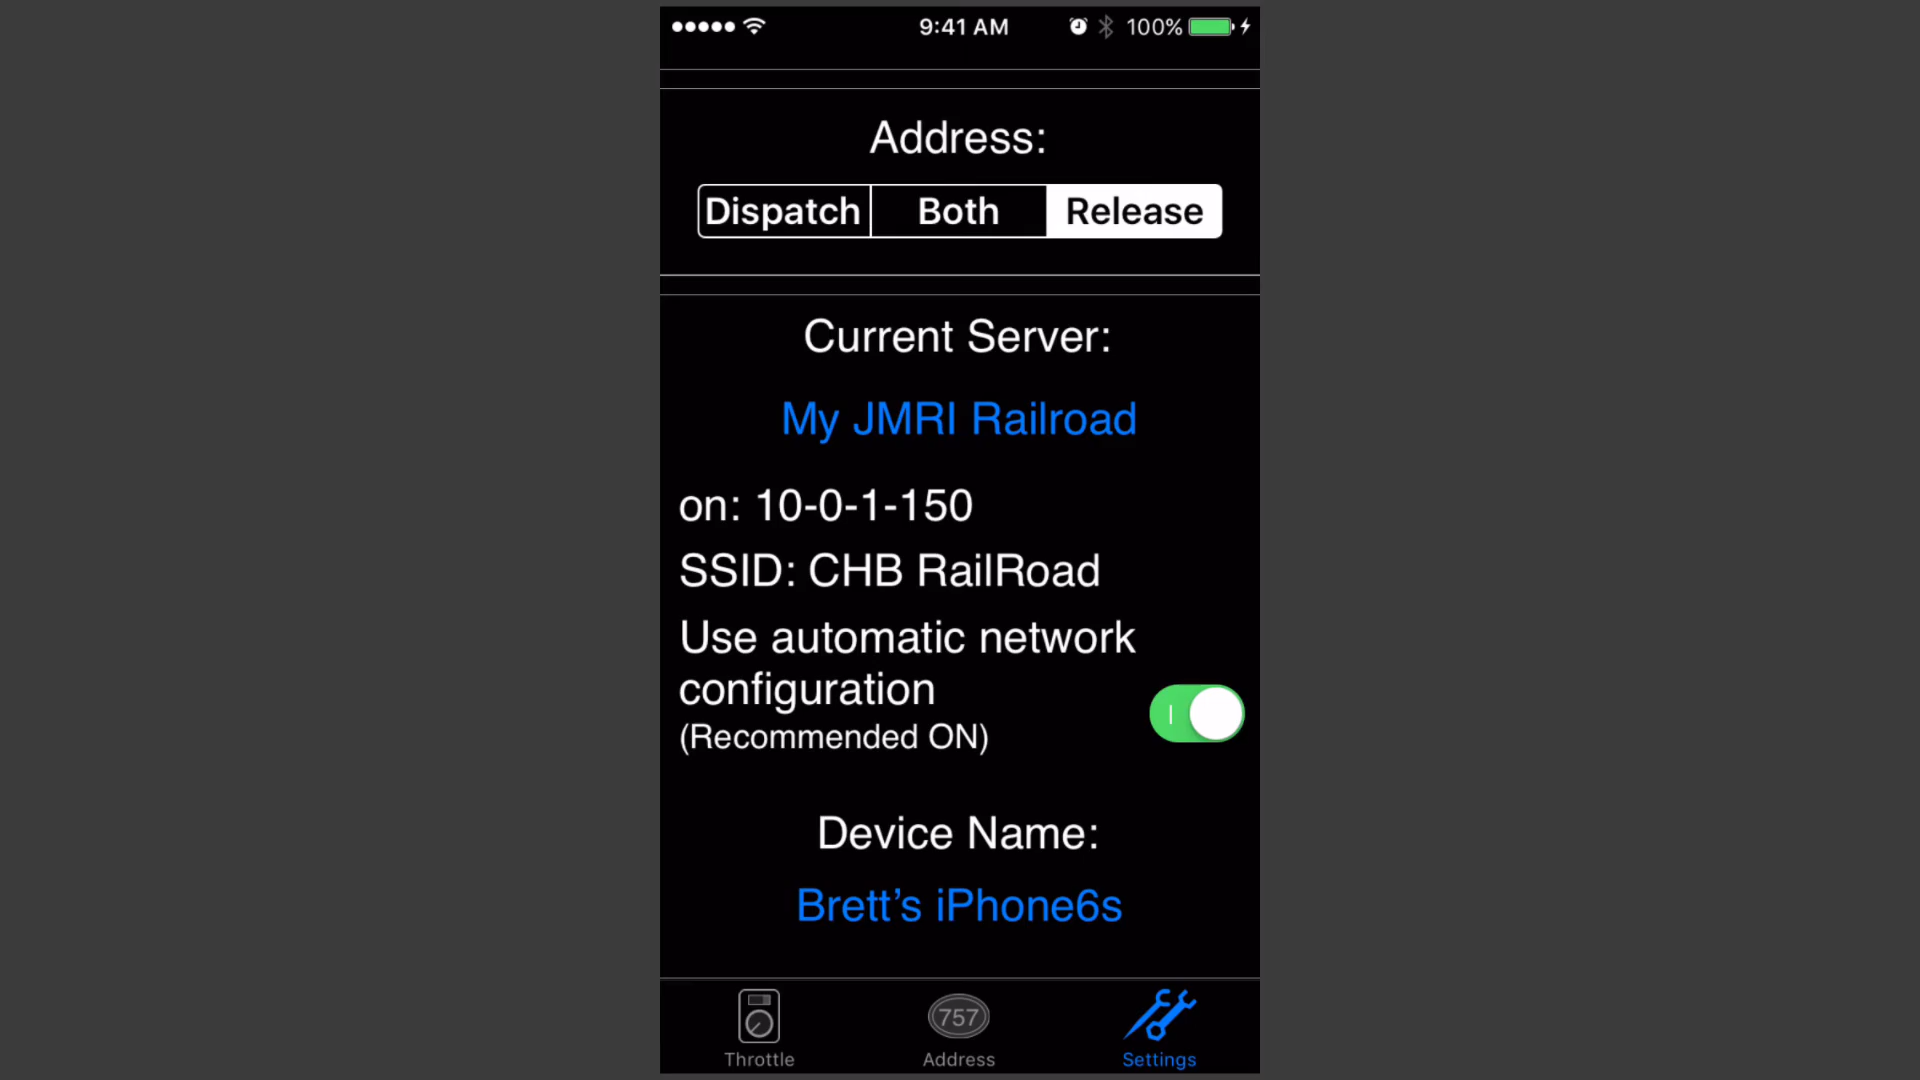 9:41 AM 100%
Address:
Dispatch Both Release
Current Server:
My JMRI Railroad
on: 10-0-1-150
SSID: CHB RailRoad
Use automatic network
configuration
(Recommended ON)
Device Name:
Brett’s iPhone6s
757
Throttle Address Settings